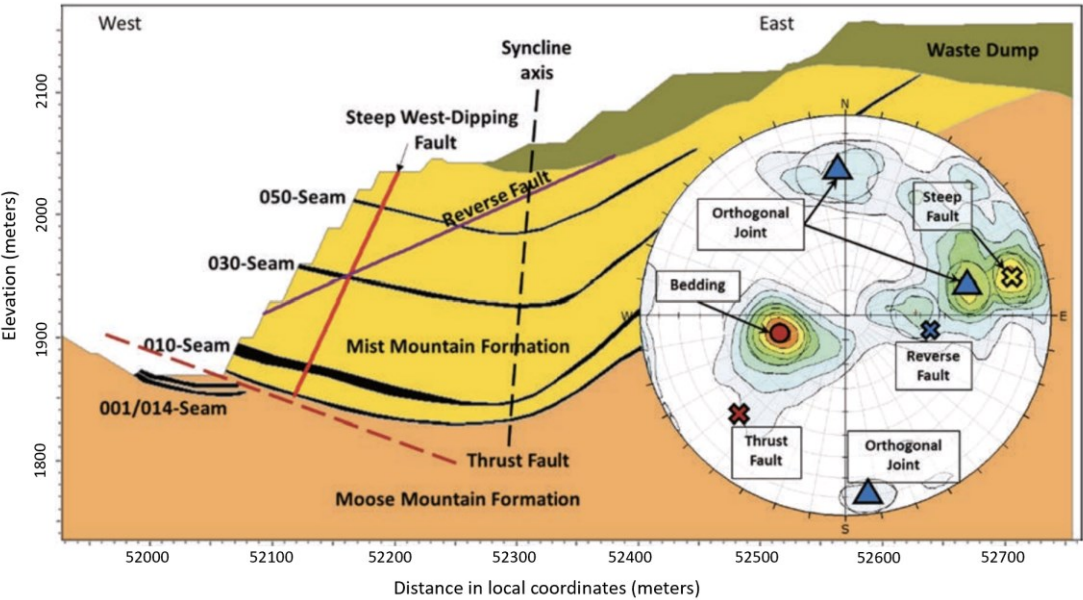 West
East
Waste Dump
Syncline
axis
Steep West-Dipping
Fault
050-Seam
Reverse Fault
030-Seam
010-Seam
Mist Mountain Formation
001/014-Seam
Thrust Fault
Moose Mountain Formation
N
Steep
Fault
Orthogonal
Joint
Bedding
W
E
Reverse
Fault
Thrust
Fault
Orthogonal
Joint
S
Elevation (meters)
2100
2000
1900
1800
52000
52100
52200
52300
52400
52500
52600
52700
Distance in local coordinates (meters)